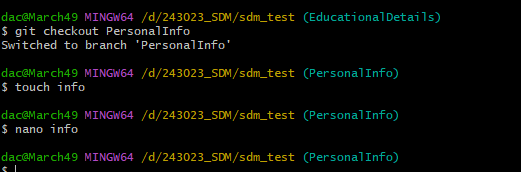 dac@March49 MINGW64 /d/243023_SDM/sdm_test (EducationalDetails)
$ git checkout PersonalInfo
Switched to branch 'PersonalInfo'
dac@March49 MINGW64 /d/243023_SDM/sdm_test (PersonalInfo)
$ touch info
dac@March49 MINGW64 /d/243023_SDM/sdm_test (PersonalInfo)
$ nano info
dac@March49 MINGW64 /d/243023_SDM/sdm_test (PersonalInfo)
$